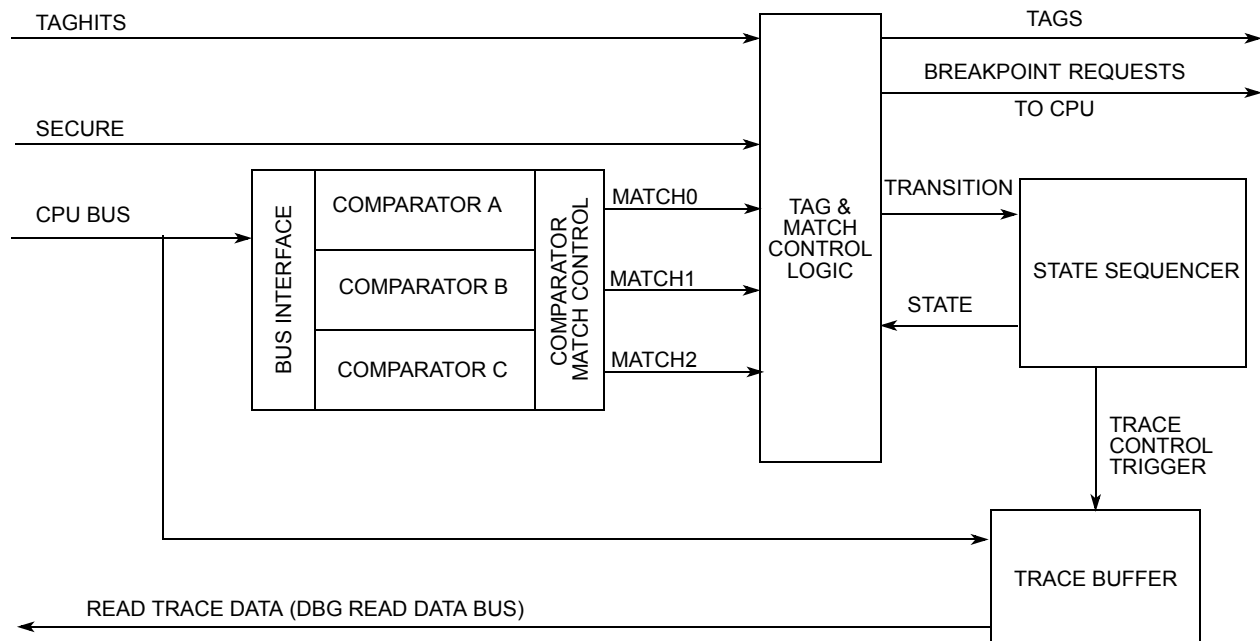 TAGHITS
TAGS
BREAKPOINT REQUESTS
TO CPU
SECURE
CPU BUS
BUS INTERFACE
COMPARATOR A
COMPARATOR B
COMPARATOR C
COMPARATOR
MATCH CONTROL
MATCH0
MATCH1
MATCH2
TAG &
MATCH
CONTROL
LOGIC
TRANSITION
STATE
STATE SEQUENCER
TRACE
CONTROL
TRIGGER
TRACE BUFFER
READ TRACE DATA (DBG READ DATA BUS)